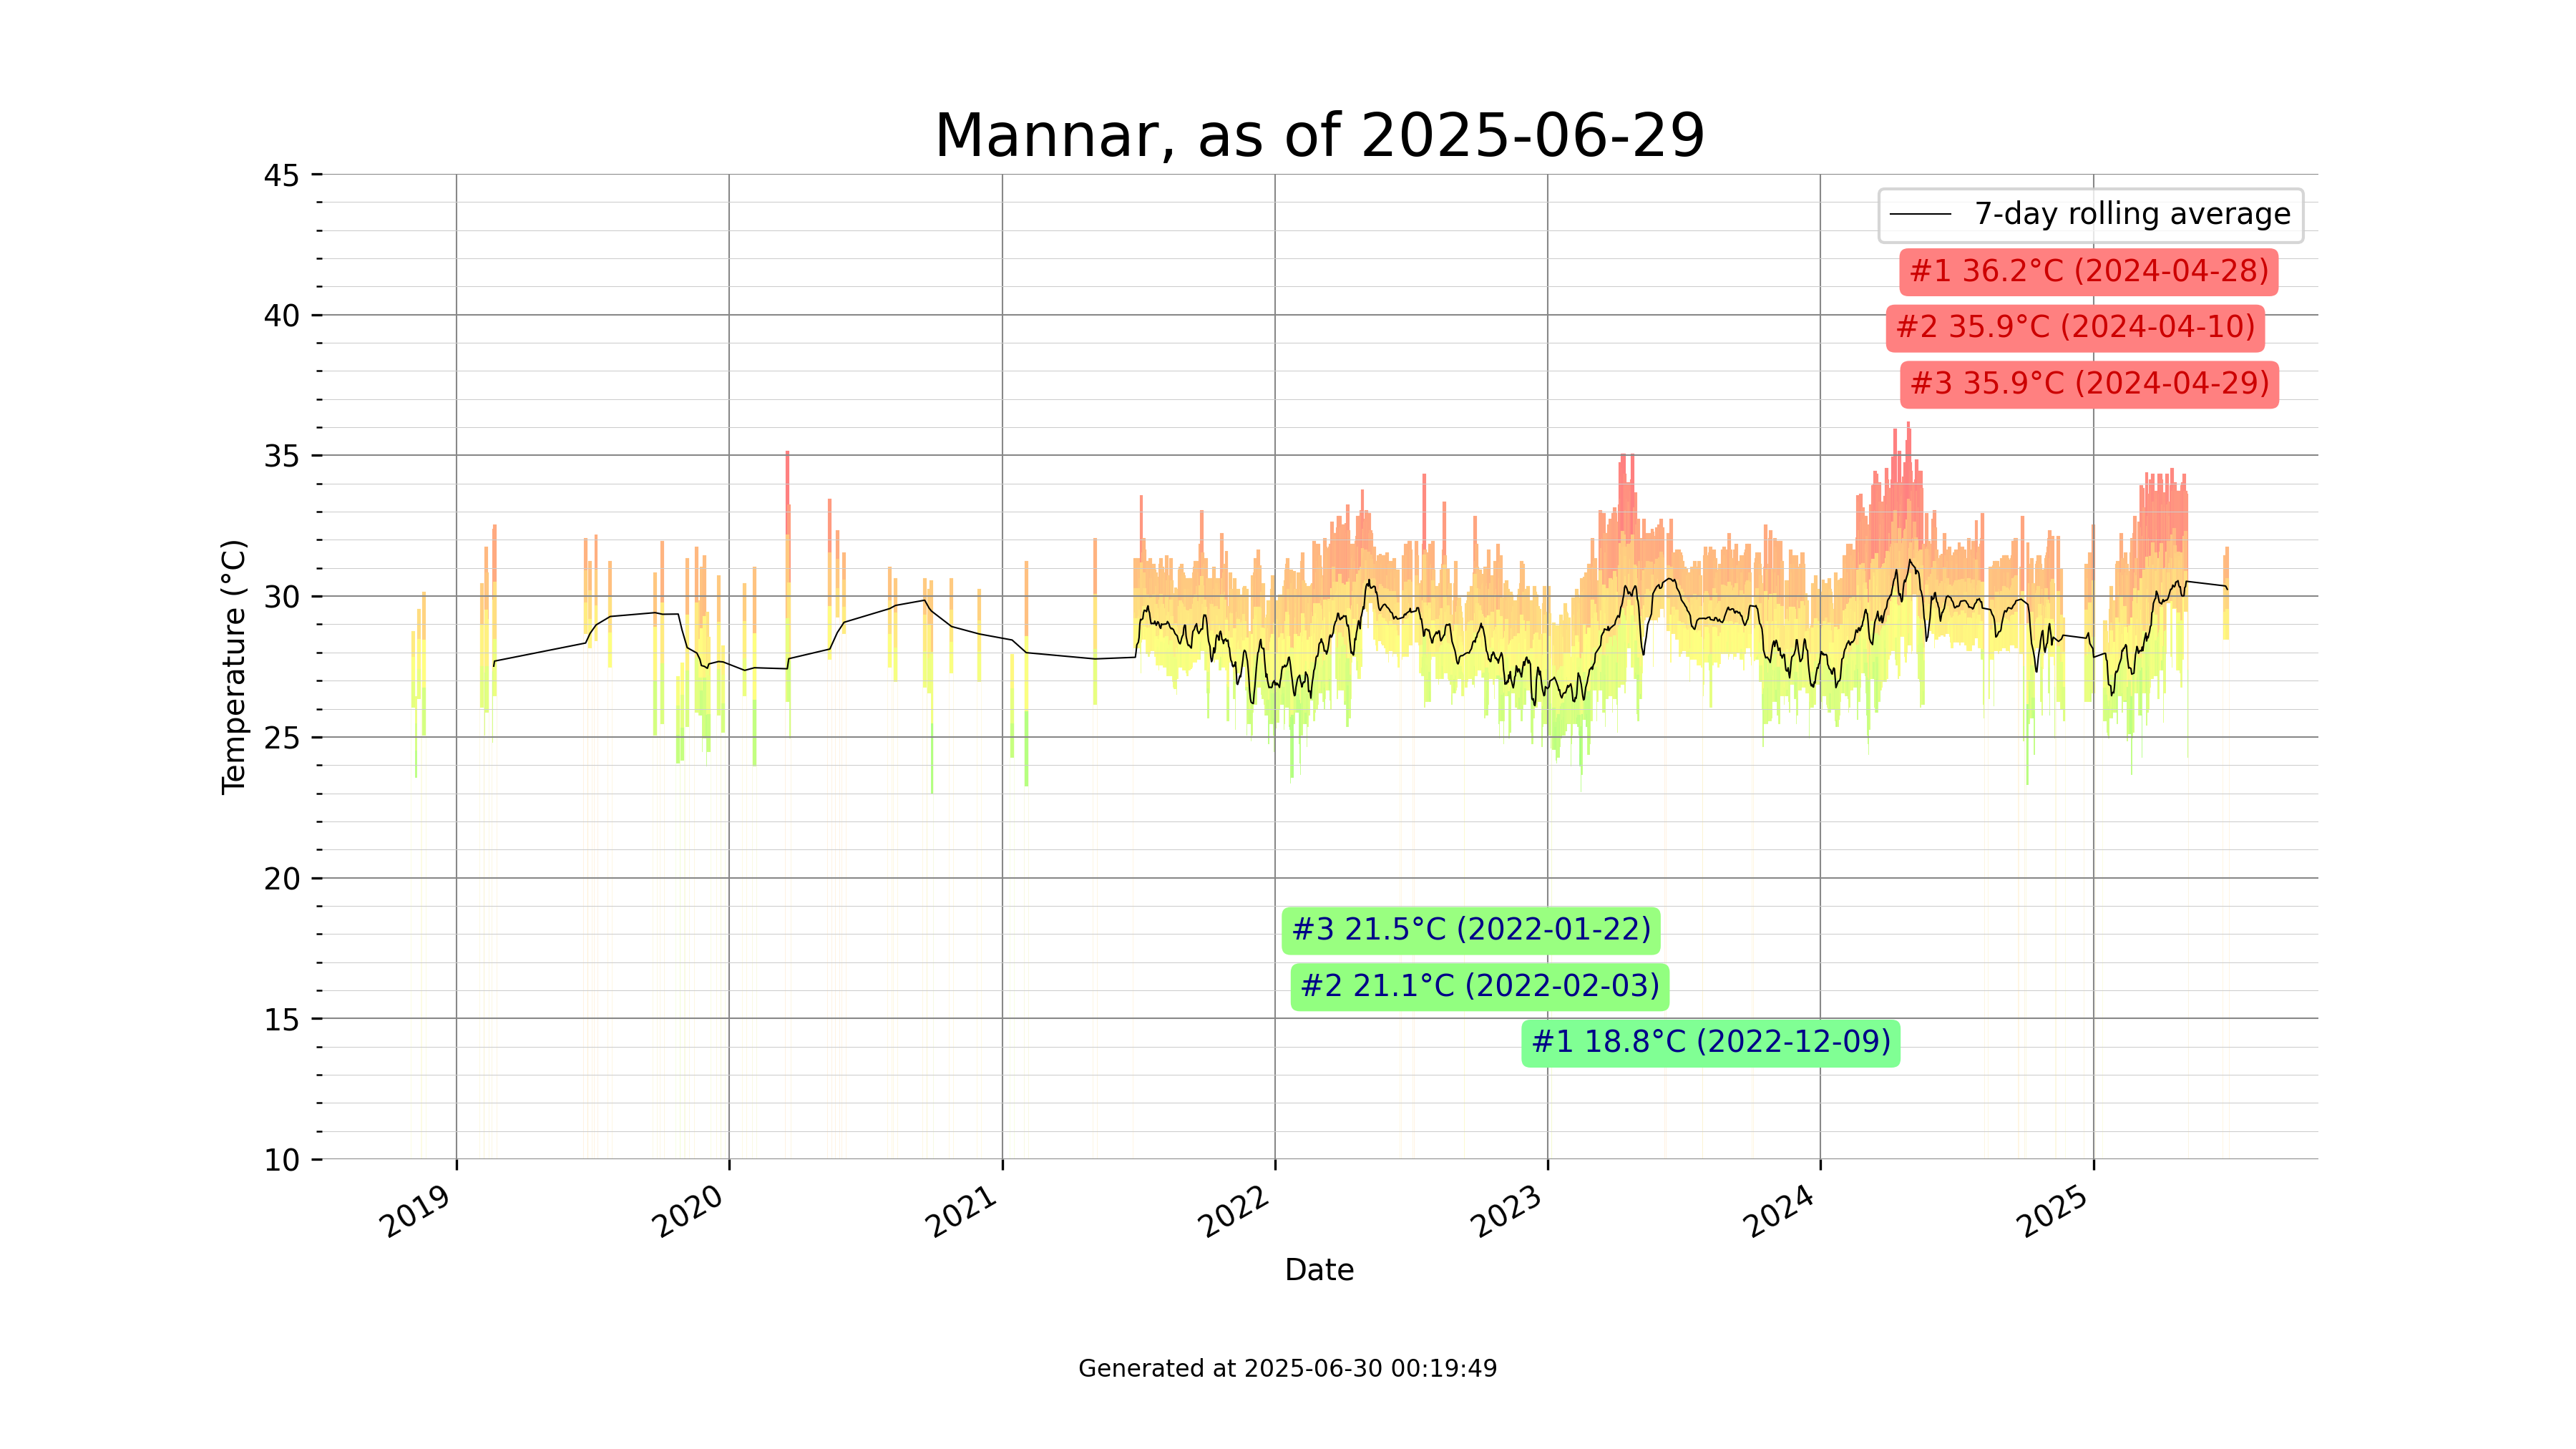 Mannar, as of 2025-06-29
45
40
35
30
25
20
15
10
Temperature (°C)
7-day rolling average
#1 36.2°C (2024-04-28)
#2 35.9°C (2024-04-10)
#3 35.9°C (2024-04-29)
#3 21.5°C (2022-01-22)
#2 21.1°C (2022-02-03)
#1 18.8°C (2022-12-09)
2019 2020 2021 2022 2023 2024 2025
Date
Generated at 2025-06-30 00:19:49